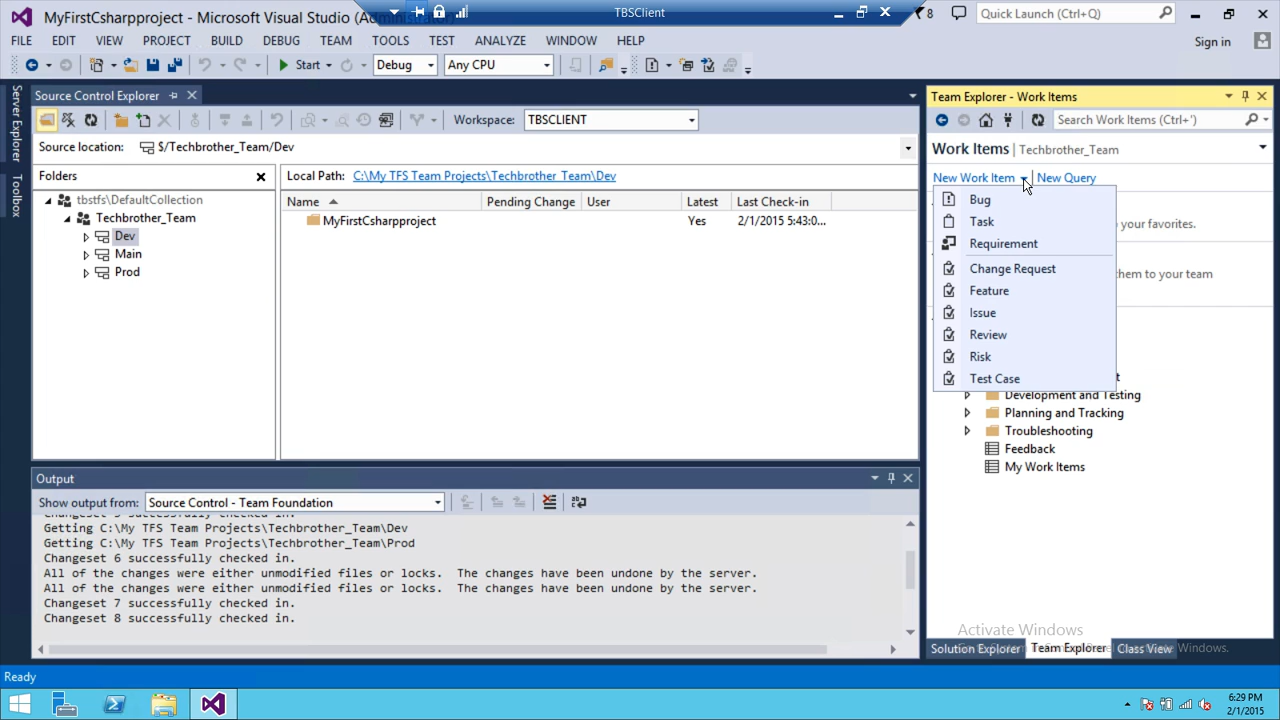 MyFirstCsharpproject - Microsoft Visual Studio (Admini
TBSClient
8
Quick Launch (Ctrl+Q)
FILE EDIT VIEW PROJECT BUILD DEBUG TEAM TOOLS TEST ANALYZE WINDOW HELP
Sign in
Start Debug Any CPU
Server Explorer
Toolbox
Source Control Explorer
Workspace: TBSCLIENT
Source location: $/Techbrother_Team/Dev
Folders
tbstfs\DefaultCollection
Techbrother_Team
Dev
Main
Prod
Local Path: C:\My TFS Team Projects\Techbrother_Team\Dev
Name Pending Change User Latest Last Check-in
MyFirstCsharpproject Yes 2/1/2015 5:43:0...
Output
Show output from: Source Control - Team Foundation
Getting C:\My TFS Team Projects\Techbrother_Team\Dev
Getting C:\My TFS Team Projects\Techbrother_Team\Prod
Changeset 6 successfully checked in.
All of the changes were either unmodified files or locks. The changes have been undone by the server.
All of the changes were either unmodified files or locks. The changes have been undone by the server.
Changeset 7 successfully checked in.
Changeset 8 successfully checked in.
Team Explorer - Work Items
Search Work Items (Ctrl+')
Work Items | Techbrother_Team
New Work Item | New Query
Bug
Task
Requirement
Change Request
Feature
Issue
Review
Risk
Test Case
your favorites.
them to your team
Development and Testing
Planning and Tracking
Troubleshooting
Feedback
My Work Items
Activate Windows
Windows.
Solution Explorer Team Explorer Class View
Ready
6:29 PM
2/1/2015